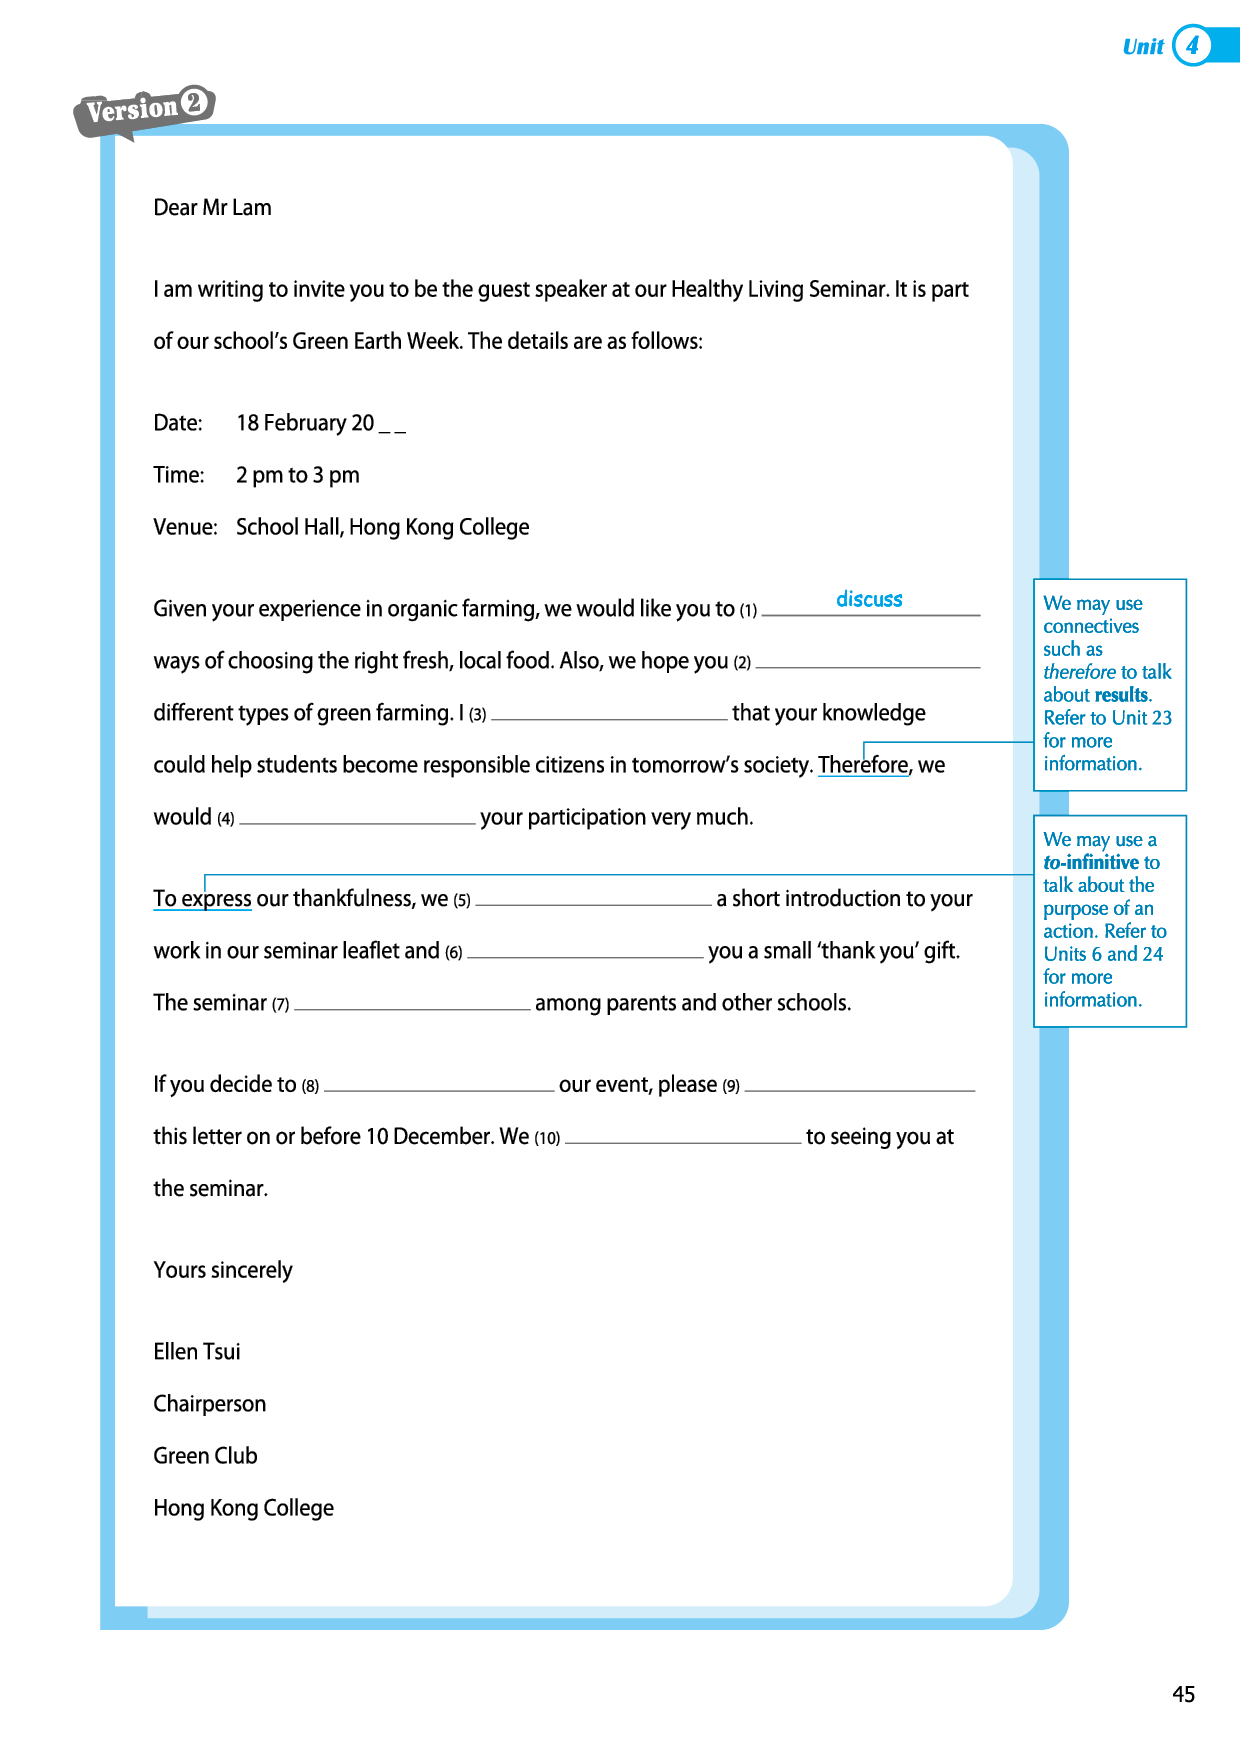 Unit 4
Version 2
Dear Mr Lam
I am writing to invite you to be the guest speaker at our Healthy Living Seminar. It is part
of our school’s Green Earth Week. The details are as follows:
Date: 18 February 20 _ _
Time: 2 pm to 3 pm
Venue: School Hall, Hong Kong College
Given your experience in organic farming, we would like you to (1) discuss
ways of choosing the right fresh, local food. Also, we hope you (2) ____________
different types of green farming. I (3) ____________ that your knowledge
could help students become responsible citizens in tomorrow’s society. Therefore, we
would (4) ____________ your participation very much.
To express our thankfulness, we (5) ____________ a short introduction to your
work in our seminar leaflet and (6) ____________ you a small ‘thank you’ gift.
The seminar (7) ____________ among parents and other schools.
If you decide to (8) ____________ our event, please (9) ____________
this letter on or before 10 December. We (10) ____________ to seeing you at
the seminar.
Yours sincerely
Ellen Tsui
Chairperson
Green Club
Hong Kong College
We may use
connectives
such as
therefore to talk
about results.
Refer to Unit 23
for more
information.
We may use a
to-infinitive to
talk about the
purpose of an
action. Refer to
Units 6 and 24
for more
information.
45